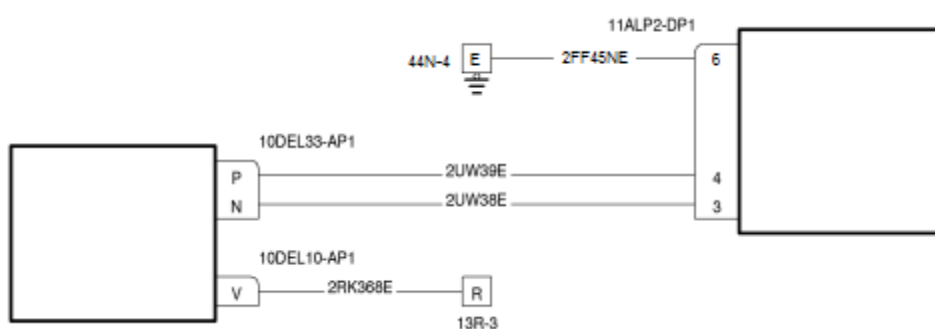 11ALP2-DP1
44N-4 E 2FF45NE 6
10DEL33-AP1
P 2UW39E 4
N 2UW38E 3
10DEL10-AP1
V 2RK368E R
13R-3